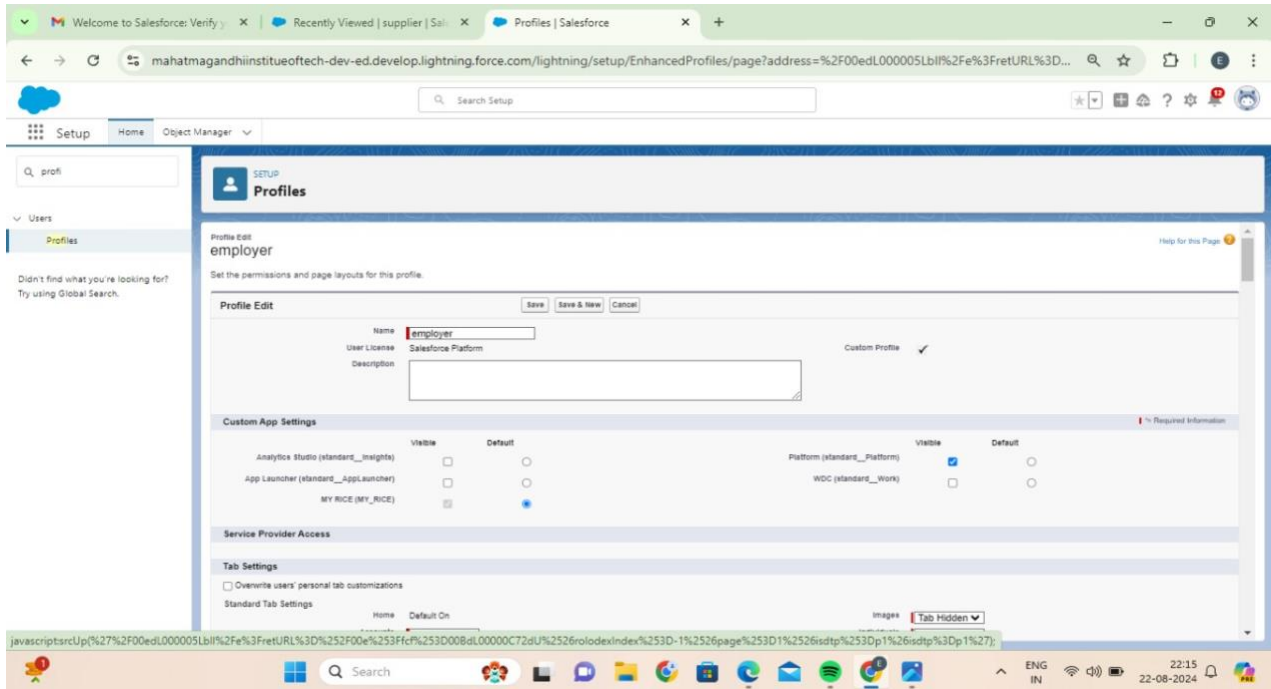 Welcome to Salesforce: Verify y
Recently Viewed | supplier | Sal
Profiles | Salesforce
mahatmagandhiinstitueoftech-dev-ed.develop.lightning.force.com/lightning/setup/EnhancedProfiles/page?address=%2F00edL000005LbII%2Fe%3FretURL%3D...
E
Search Setup
12
Setup
Home
Object Manager
profi
Users
Profiles
Didn't find what you're looking for?
Try using Global Search.
SETUP
Profiles
Profile Edit
employer
Help for this Page
Set the permissions and page layouts for this profile.
Profile Edit
Save
Save & New
Cancel
Name
employer
User License
Salesforce Platform
Custom Profile
Description
Custom App Settings
= Required Information
Visible Default
Visible Default
Analytics Studio (standard__Insights)
Platform (standard__Platform)
App Launcher (standard__AppLauncher)
WDC (standard__Work)
MY RICE (MY_RICE)
Service Provider Access
Tab Settings
Overwrite users' personal tab customizations
Standard Tab Settings
Home Default On
Images Tab Hidden
javascript:srcUp(%27%2F00edL000005LbII%2Fe%3FretURL%3D%252F00e%253Ffcf%253D00BdL00000C72dU%2526rolodexIndex%253D-1%2526page%253D1%2526isdtp%253Dp1%26isdtp%3Dp1%27);
Search
ENG
IN
22:15
22-08-2024
PRE